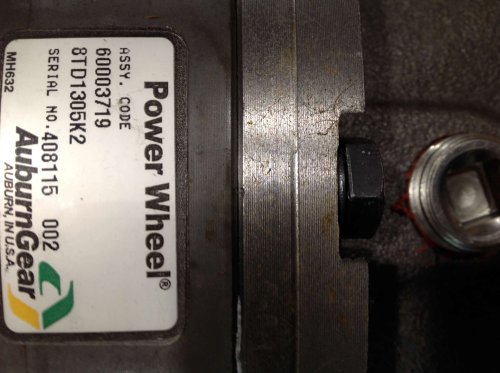 Power Wheel®
ASSY. CODE
60003719
8TD1305K2
SERIAL NO. 408115 002
AuburnGear
AUBURN, IN U.S.A.
MH632